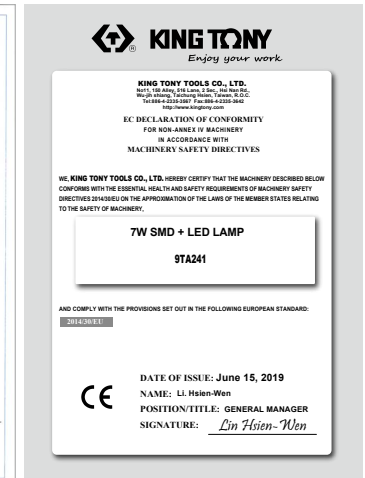 KING TONY
Enjoy your work
KING TONY TOOLS CO., LTD.
No11, 150 Alley, 516 Lane, 2 Sec., Hsi Nan Rd.,
Wu-jih shiang, Taichung Hsien, Taiwan, R.O.C.
Tel:886-4-2335-3567 Fax:886-4-2335-3642
http://www.kingtony.com
EC DECLARATION OF CONFORMITY
FOR NON-ANNEX IV MACHINERY
IN ACCORDANCE WITH
MACHINERY SAFETY DIRECTIVES
WE, KING TONY TOOLS CO., LTD. HEREBY CERTIFY THAT THE MACHINERY DESCRIBED BELOW
CONFORMS WITH THE ESSENTIAL HEALTH AND SAFETY REQUIREMENTS OF MACHINERY SAFETY
DIRECTIVES 2014/30/EU ON THE APPROXIMATION OF THE LAWS OF THE MEMBER STATES RELATING
TO THE SAFETY OF MACHINERY,
7W SMD + LED LAMP
9TA241
AND COMPLY WITH THE PROVISIONS SET OUT IN THE FOLLOWING EUROPEAN STANDARD:
2014/30/EU
DATE OF ISSUE: June 15, 2019
CE
NAME: Li. Hsien-Wen
POSITION/TITLE: GENERAL MANAGER
SIGNATURE: Lin Hsien-Wen